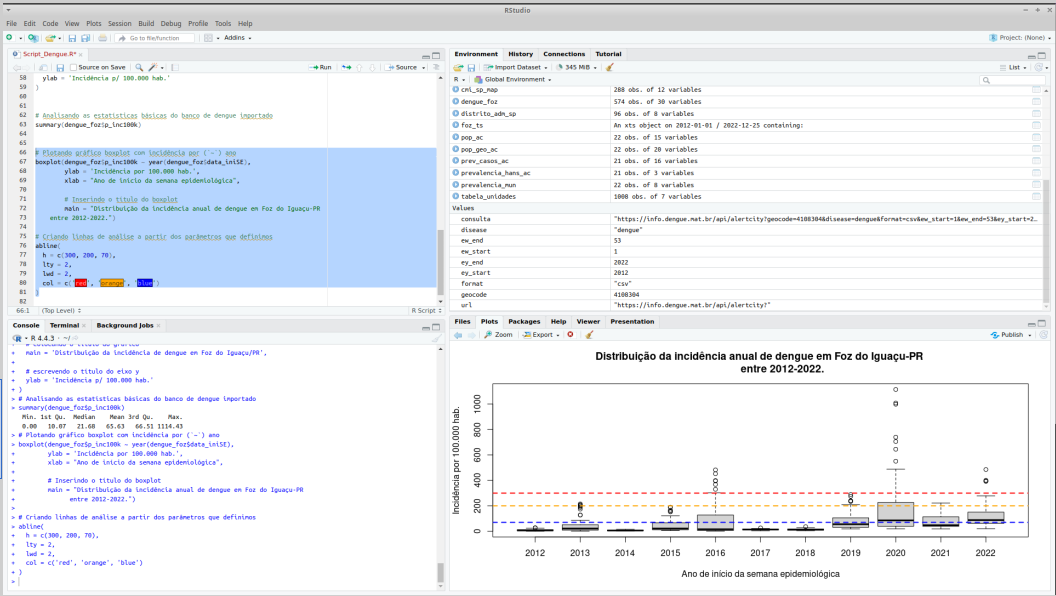 RStudio
File Edit Code View Plots Session Build Debug Profile Tools Help
Go to file/function
Addins
Project: (None)
Script_Dengue.R*
Source on Save
Run
Source
58 ylab = 'Incidência p/ 100.000 hab.'
59 )
60
61
62 # Analisando as estatísticas básicas do banco de dengue importado
63 summary(dengue_foz$p_inc100k)
64
65
66 # Plotando gráfico boxplot com incidência por (`~`) ano
67 boxplot(dengue_foz$p_inc100k ~ year(dengue_foz$data_iniSE),
68 ylab = 'Incidência por 100.000 hab.',
69 xlab = "Ano de início da semana epidemiológica",
70
71 # Inserindo o título do boxplot
72 main = "Distribuição da incidência anual de dengue em Foz do Iguaçu-PR
73 entre 2012-2022.")
74
75 # Criando linhas de análise a partir dos parâmetros que definimos
76 abline(
77 h = c(300, 200, 70),
78 lty = 2,
79 lwd = 2,
80 col = c('red', 'orange', 'blue')
81 )
82
66:1 (Top Level)
R Script
Console Terminal Background Jobs
R 4.4.3 · ~/
+ # colocando o título do gráfico
+ main = 'Distribuição da incidência de dengue em Foz do Iguaçu/PR',
+
+ # escrevendo o título do eixo y
+ ylab = 'Incidência p/ 100.000 hab.'
+ )
> # Analisando as estatísticas básicas do banco de dengue importado
> summary(dengue_foz$p_inc100k)
Min. 1st Qu. Median Mean 3rd Qu. Max.
0.00 10.07 21.68 65.63 66.51 1114.43
> # Plotando gráfico boxplot com incidência por (`~`) ano
> boxplot(dengue_foz$p_inc100k ~ year(dengue_foz$data_iniSE),
+ ylab = 'Incidência por 100.000 hab.',
+ xlab = "Ano de início da semana epidemiológica",
+
+ # Inserindo o título do boxplot
+ main = "Distribuição da incidência anual de dengue em Foz do Iguaçu-PR
+ entre 2012-2022.")
>
> # Criando linhas de análise a partir dos parâmetros que definimos
> abline(
+ h = c(300, 200, 70),
+ lty = 2,
+ lwd = 2,
+ col = c('red', 'orange', 'blue')
+ )
>
Environment History Connections Tutorial
Import Dataset 345 MiB List
R Global Environment
cmi_sp_map 288 obs. of 12 variables
dengue_foz 574 obs. of 30 variables
distrito_adm_sp 96 obs. of 8 variables
foz_ts An xts object on 2012-01-01 / 2022-12-25 containing:
pop_ac 22 obs. of 15 variables
pop_geo_ac 22 obs. of 20 variables
prev_casos_ac 21 obs. of 16 variables
prevalencia_hans_ac 21 obs. of 3 variables
prevalencia_mun 22 obs. of 8 variables
tabela_unidades 1000 obs. of 7 variables
Values
consulta "https://info.dengue.mat.br/api/alertcity?geocode=4108304&disease=dengue&format=csv&ew_start=1&ew_end=53&ey_start=2…
disease "dengue"
ew_end 53
ew_start 1
ey_end 2022
ey_start 2012
format "csv"
geocode 4108304
url "https://info.dengue.mat.br/api/alertcity?"
Files Plots Packages Help Viewer Presentation
Zoom Export Publish
Distribuição da incidência anual de dengue em Foz do Iguaçu-PR
entre 2012-2022.
Incidência por 100.000 hab.
1000
800
600
400
200
0
2012 2013 2014 2015 2016 2017 2018 2019 2020 2021 2022
Ano de início da semana epidemiológica